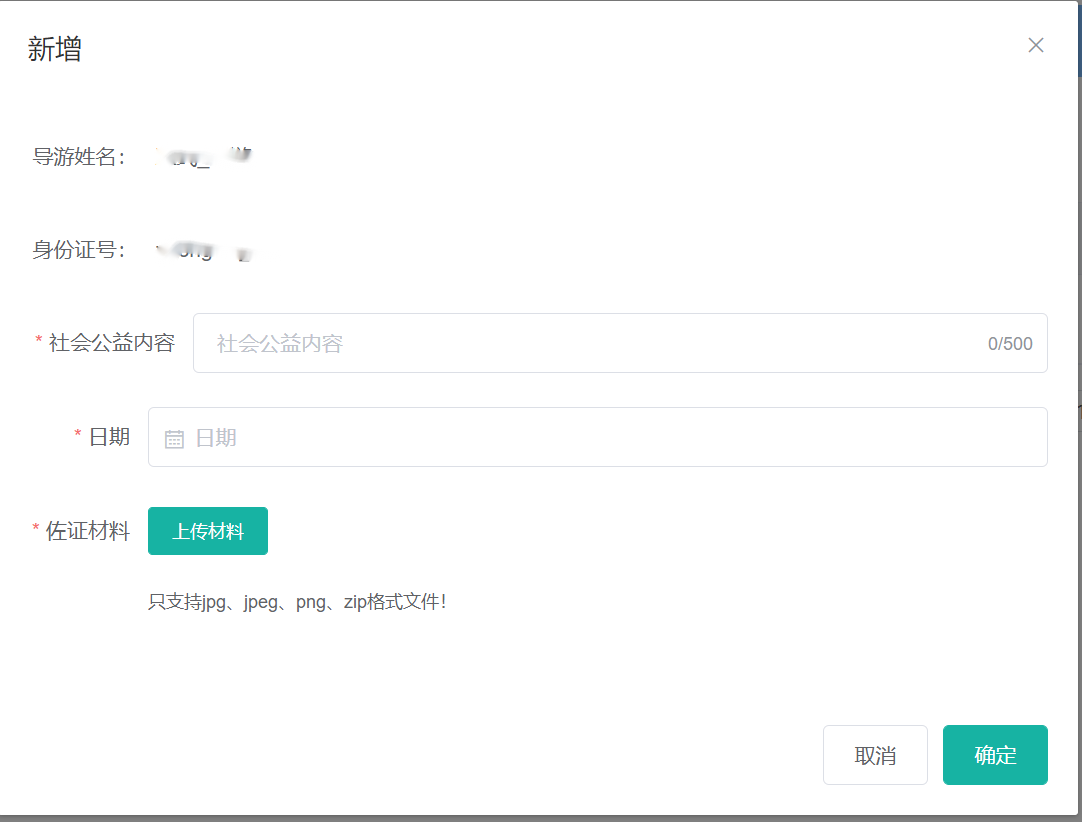 新增
导游姓名：
身份证号：
* 社会公益内容 社会公益内容 0/500
* 日期 日期
* 佐证材料 上传材料
只支持jpg、jpeg、png、zip格式文件！
取消 确定